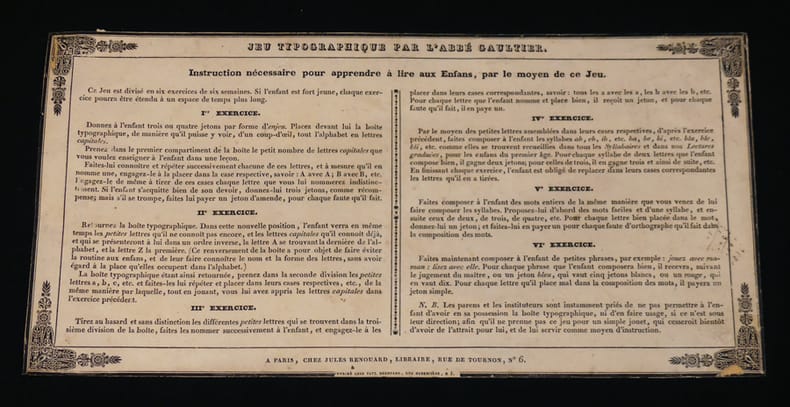 JEU TYPOGRAPHIQUE PAR L'ABBÉ GAULTIER.
Instruction nécessaire pour apprendre à lire aux Enfans, par le moyen de ce Jeu.
Ce Jeu est divisé en six exercices de six semaines. Si l'enfant est fort jeune, chaque exer-
cice pourra être étendu à un espace de temps plus long.
Iᵉʳ EXERCICE.
Donnez à l'enfant trois ou quatre jetons par forme d'enjeu. Placez devant lui la boîte
typographique, de manière qu'il puisse y voir, d'un coup-d'œil, tout l'alphabet en lettres
capitales.
Prenez dans le premier compartiment de la boîte le petit nombre de lettres capitales que
vous voulez enseigner à l'enfant dans une leçon.
Faites-lui connoître et répéter successivement chacune de ces lettres, et à mesure qu'il en
nomme une, engagez-le à la placer dans la case respective, savoir : A avec A ; B avec B, etc.
Engagez-le de même à tirer de ces cases chaque lettre que vous lui nommerez indistinc-
tement. Si l'enfant s'acquitte bien de son devoir, donnez-lui trois jetons, comme récom-
pense; mais s'il se trompe, faites lui payer un jeton d'amende, pour chaque faute qu'il fait.
IIᵉ EXERCICE.
Retournez la boîte typographique. Dans cette nouvelle position, l'enfant verra en même
temps les petites lettres qu'il ne connoît pas encore, et les lettres capitales qu'il connoît déjà,
et qui se présenteront à lui dans un ordre inverse, la lettre A se trouvant la dernière de l'al-
phabet, et la lettre Z la première. (Ce renversement de la boîte a pour objet de faire éviter
la routine aux enfans, et de leur faire connoître le nom et la forme des lettres, sans avoir
égard à la place qu'elles occupent dans l'alphabet.)
La boîte typographique étant ainsi retournée, prenez dans la seconde division les petites
lettres a, b, c, etc. et faites-les lui répéter et placer dans leurs cases respectives, etc., de la
même manière par laquelle, tout en jouant, vous lui avez appris les lettres capitales dans
l'exercice précédent.
IIIᵉ EXERCICE.
Tirez au hasard et sans distinction les différentes petites lettres qui se trouvent dans la troi-
sième division de la boîte, faites les nommer successivement à l'enfant, et engagez-le à les
placer dans leurs cases correspondantes, savoir : tous les a avec les a, les b avec les b, etc.
Pour chaque lettre que l'enfant nomme et place bien, il reçoit un jeton, et pour chaque
faute qu'il fait, il en paye un.
IVᵉ EXERCICE.
Par le moyen des petites lettres assemblées dans leurs cases respectives, d'après l'exercice
précédent, faites composer à l'enfant les syllabes ab, eb, ib, etc. ba, be, bi, etc. bla, ble,
bli, etc. comme elles se trouvent recueillies dans tous les Syllabaires et dans nos Lectures
graduées, pour les enfans du premier âge. Pour chaque syllabe de deux lettres que l'enfant
compose bien, il gagne deux jetons; pour celles de trois, il en gagne trois et ainsi de suite, etc.
En finissant chaque exercice, l'enfant est obligé de replacer dans leurs cases correspondantes
les lettres qu'il en a tirées.
Vᵉ EXERCICE.
Faites composer à l'enfant des mots entiers de la même manière que vous venez de lui
faire composer les syllabes. Proposez-lui d'abord des mots faciles et d'une syllabe, et en-
suite ceux de deux, de trois, de quatre, etc. Pour chaque lettre bien placée dans le mot,
donnez-lui un jeton; et faites-lui en payer un pour chaque faute d'orthographe qu'il fait dans
la composition des mots.
VIᵉ EXERCICE.
Faites maintenant composer à l'enfant de petites phrases, par exemple : jouez avec ma-
man : lisez avec elle. Pour chaque phrase que l'enfant composera bien, il recevra, suivant
le jugement du maître, ou un jeton bleu, qui vaut cinq jetons blancs, ou un rouge, qui
en vaut dix. Pour chaque lettre qu'il place mal dans la composition des mots, il payera un
jeton simple.
N. B. Les parens et les instituteurs sont instamment priés de ne pas permettre à l'en-
fant d'avoir en sa possession la boîte typographique, ni d'en faire usage, si ce n'est sous
leur direction; afin qu'il ne prenne pas ce jeu pour un simple jouet, qui cesseroit bientôt
d'avoir de l'attrait pour lui, et de lui servir comme moyen d'instruction.
A PARIS, CHEZ JULES RENOUARD, LIBRAIRE, RUE DE TOURNON, Nº 6.